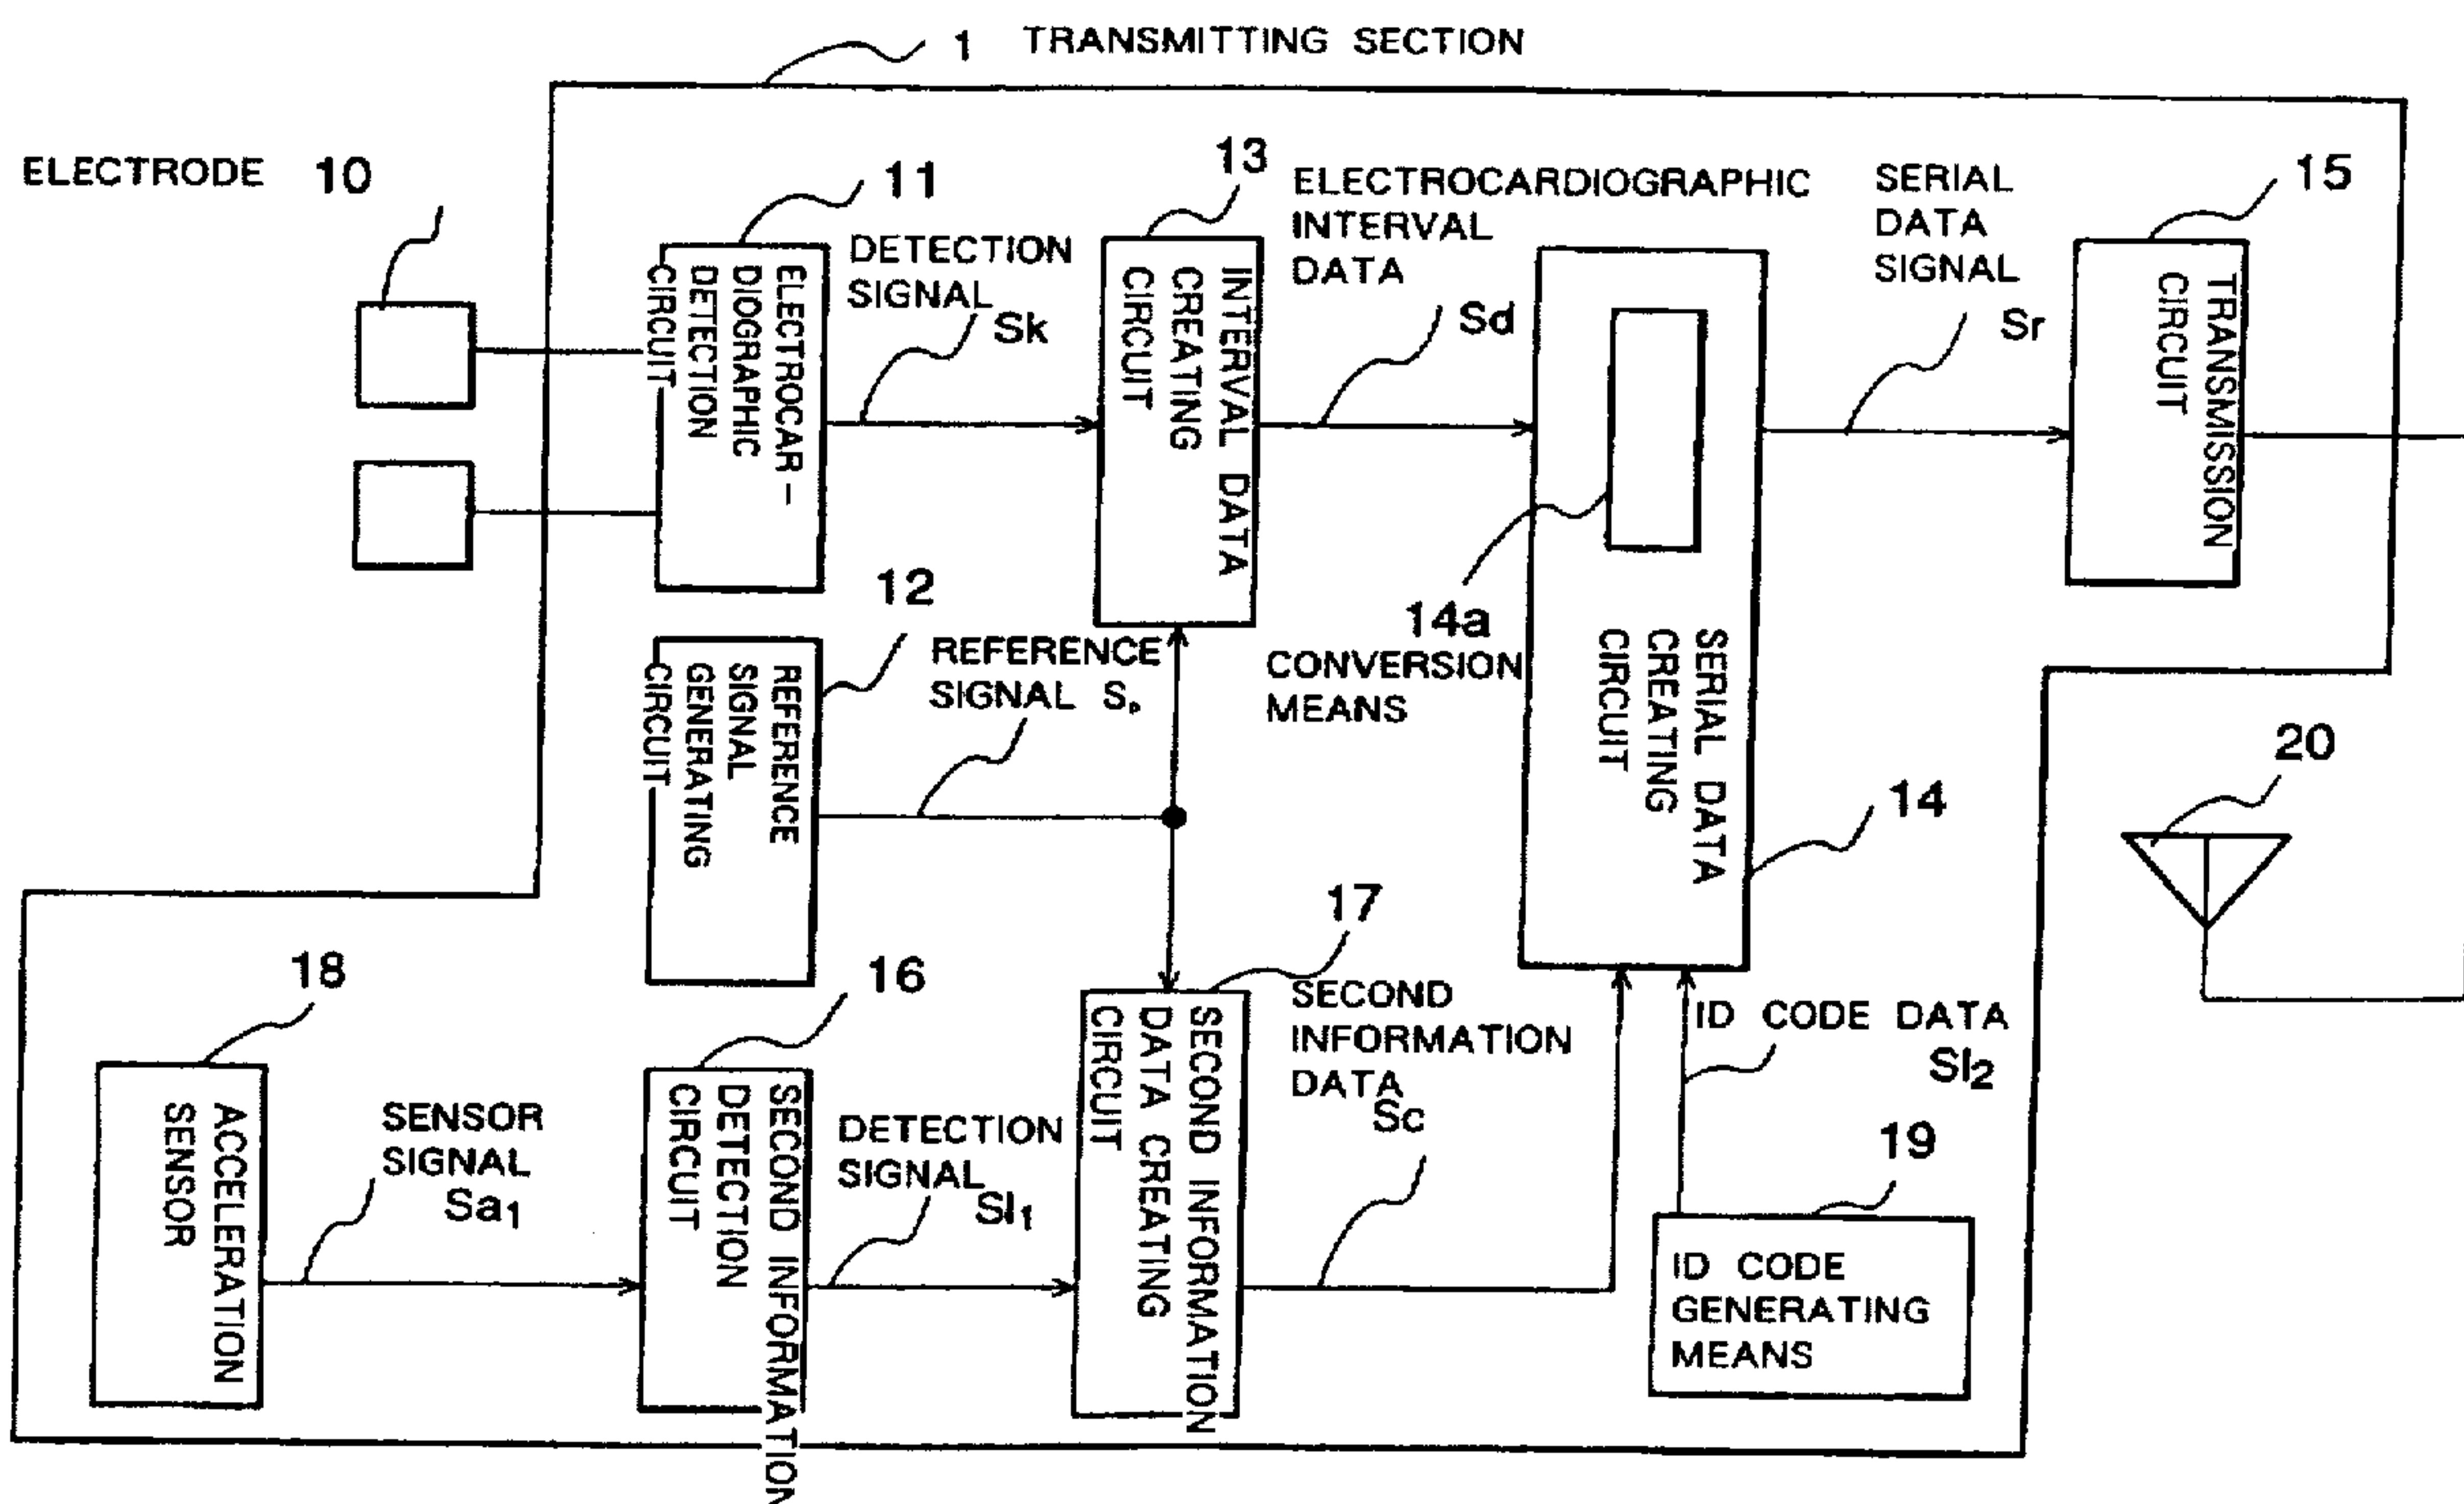 1 TRANSMITTING SECTION
ELECTRODE 10
11
ELECTROCAR-
DIOGRAPHIC
DETECTION
CIRCUIT
DETECTION
SIGNAL
Sk
13
INTERVAL DATA
CREATING
CIRCUIT
ELECTROCARDIOGRAPHIC
INTERVAL
DATA
Sd
SERIAL
DATA
SIGNAL
Sr
15
TRANSMISSION
CIRCUIT
12
REFERENCE
SIGNAL
GENERATING
CIRCUIT
REFERENCE
SIGNAL S₀
14a
CONVERSION
MEANS
SERIAL DATA
CREATING
CIRCUIT
14
20
18
ACCELERATION
SENSOR
SENSOR
SIGNAL
Sa₁
16
SECOND INFORMATION
DETECTION
CIRCUIT
DETECTION
SIGNAL
SI₁
17
SECOND INFORMATION
DATA CREATING
CIRCUIT
SECOND
INFORMATION
DATA
Sc
ID CODE DATA
SI₂
19
ID CODE
GENERATING
MEANS